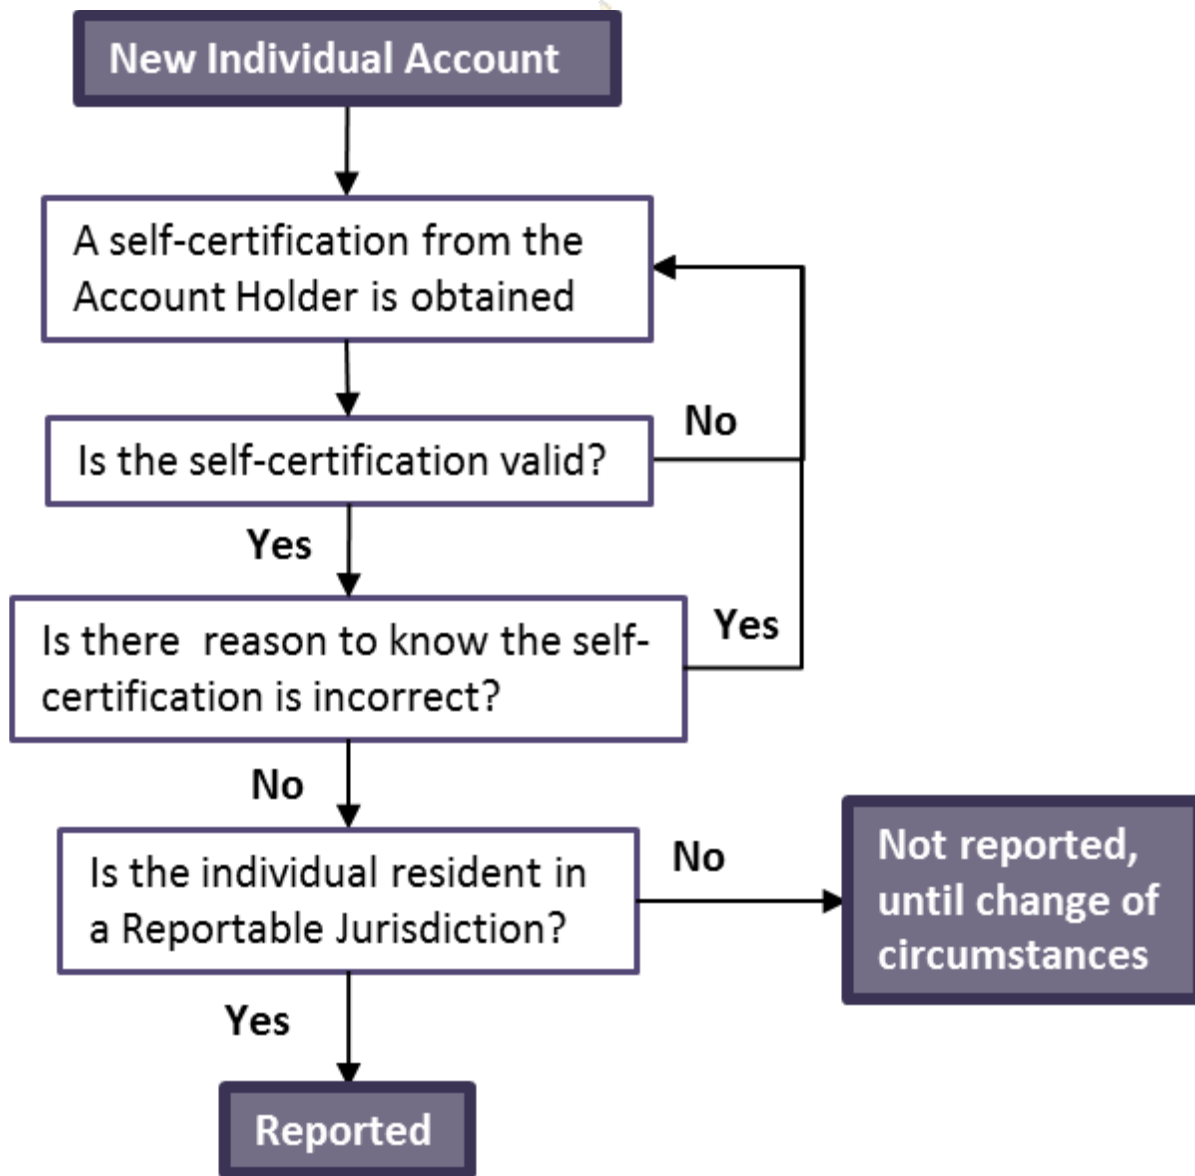 New Individual Account
A self-certification from the
Account Holder is obtained
Is the self-certification valid?
No
Yes
Is there  reason to know the self-
certification is incorrect?
Yes
No
Is the individual resident in
a Reportable Jurisdiction?
No
Not reported,
until change of
circumstances
Yes
Reported